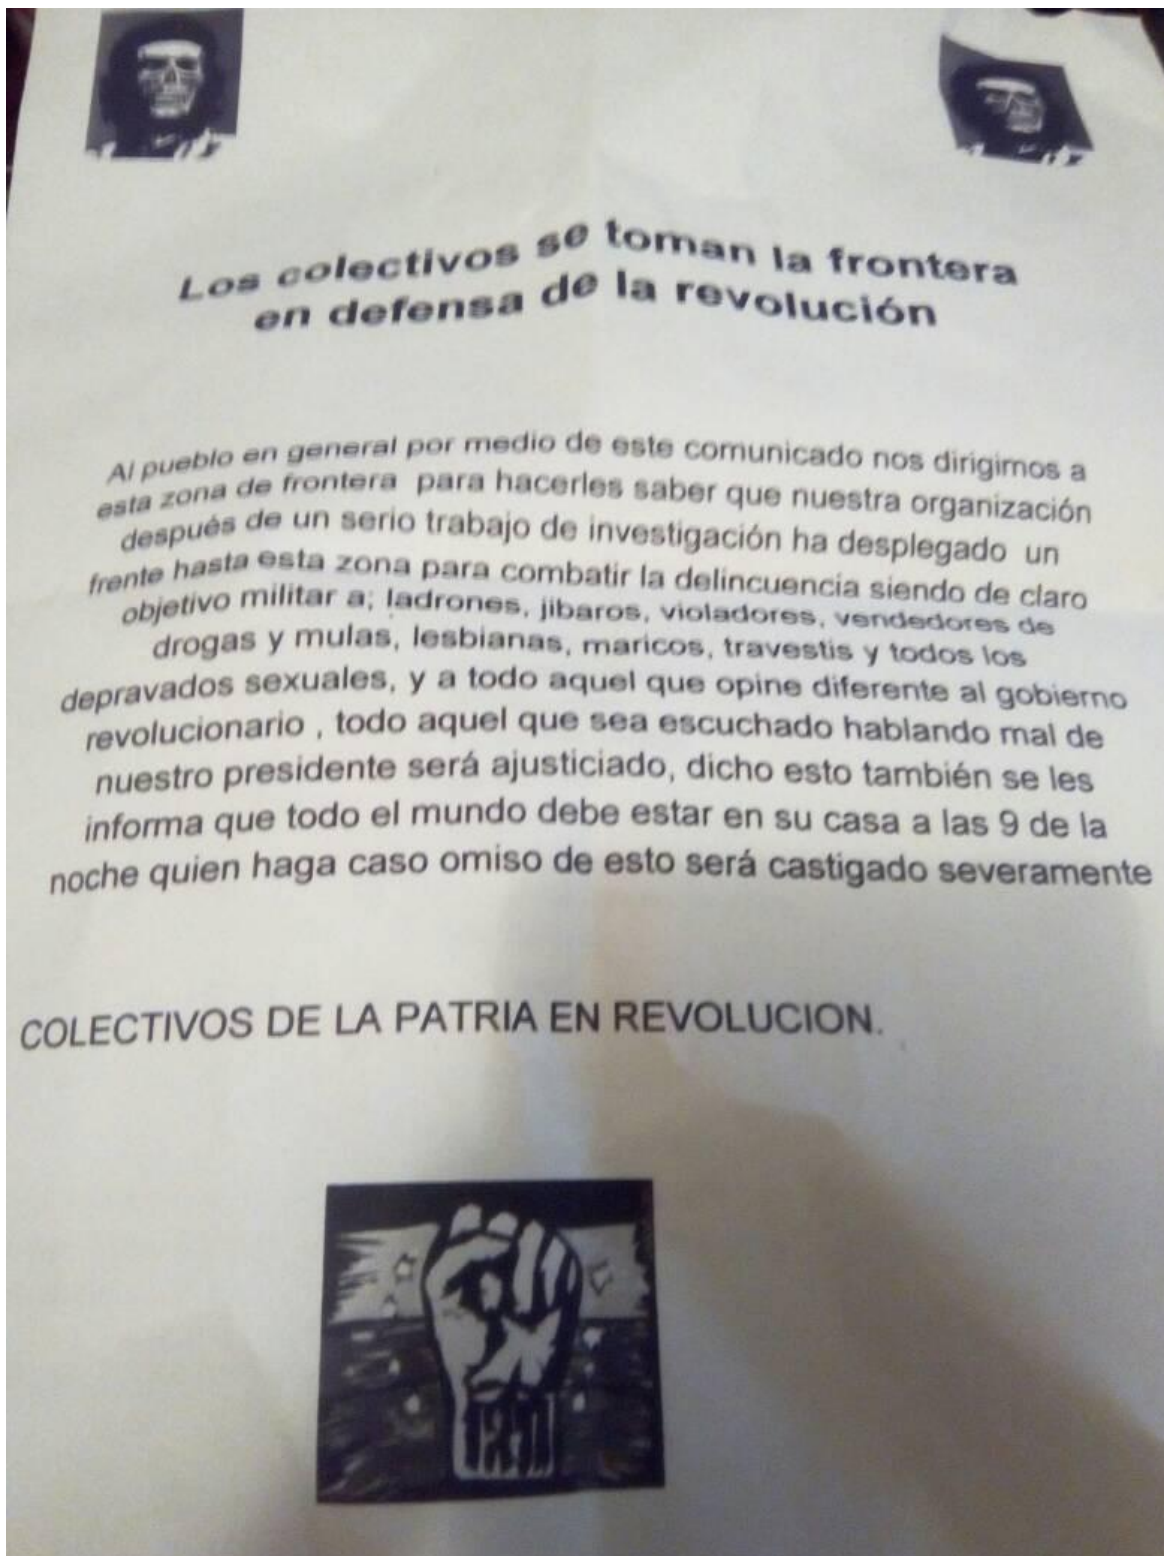 Los colectivos se toman la frontera
en defensa de la revolución
Al pueblo en general por medio de este comunicado nos dirigimos a
esta zona de frontera para hacerles saber que nuestra organización
después de un serio trabajo de investigación ha desplegado un
frente hasta esta zona para combatir la delincuencia siendo de claro
objetivo militar a; ladrones, jibaros, violadores, vendedores de
drogas y mulas, lesbianas, maricos, travestis y todos los
depravados sexuales, y a todo aquel que opine diferente al gobierno
revolucionario , todo aquel que sea escuchado hablando mal de
nuestro presidente será ajusticiado, dicho esto también se les
informa que todo el mundo debe estar en su casa a las 9 de la
noche quien haga caso omiso de esto será castigado severamente
COLECTIVOS DE LA PATRIA EN REVOLUCION.